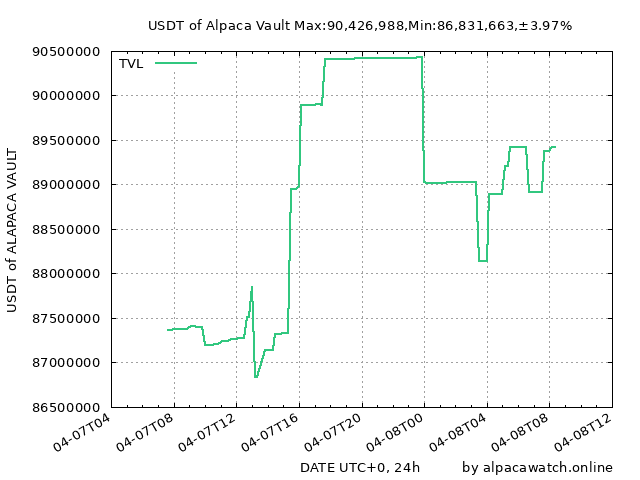 USDT of Alpaca Vault Max:90,426,988,Min:86,831,663,±3.97%
TVL
90500000
90000000
89500000
89000000
88500000
88000000
87500000
87000000
86500000
USDT of ALAPACA VAULT
04-07T04
04-07T08
04-07T12
04-07T16
04-07T20
04-08T00
04-08T04
04-08T08
04-08T12
DATE UTC+0, 24h
by alpacawatch.online